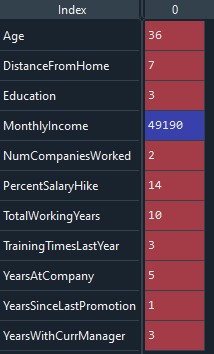 Index 0
Age 36
DistanceFromHome 7
Education 3
MonthlyIncome 49190
NumCompaniesWorked 2
PercentSalaryHike 14
TotalWorkingYears 10
TrainingTimesLastYear 3
YearsAtCompany 5
YearsSinceLastPromotion 1
YearsWithCurrManager 3